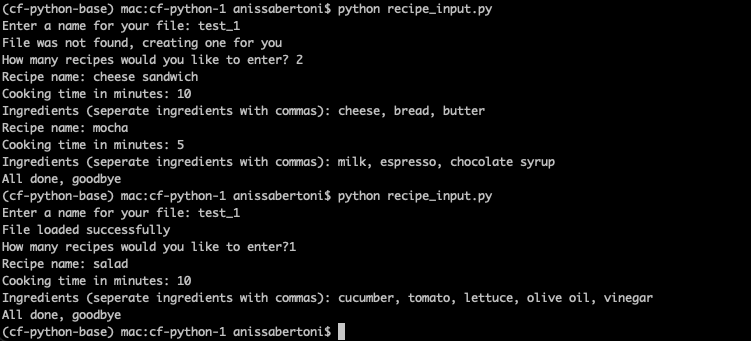 (cf-python-base) mac:cf-python-1 anissabertoni$ python recipe_input.py
Enter a name for your file: test_1
File was not found, creating one for you
How many recipes would you like to enter? 2
Recipe name: cheese sandwich
Cooking time in minutes: 10
Ingredients (seperate ingredients with commas): cheese, bread, butter
Recipe name: mocha
Cooking time in minutes: 5
Ingredients (seperate ingredients with commas): milk, espresso, chocolate syrup
All done, goodbye
(cf-python-base) mac:cf-python-1 anissabertoni$ python recipe_input.py
Enter a name for your file: test_1
File loaded successfully
How many recipes would you like to enter?1
Recipe name: salad
Cooking time in minutes: 10
Ingredients (seperate ingredients with commas): cucumber, tomato, lettuce, olive oil, vinegar
All done, goodbye
(cf-python-base) mac:cf-python-1 anissabertoni$